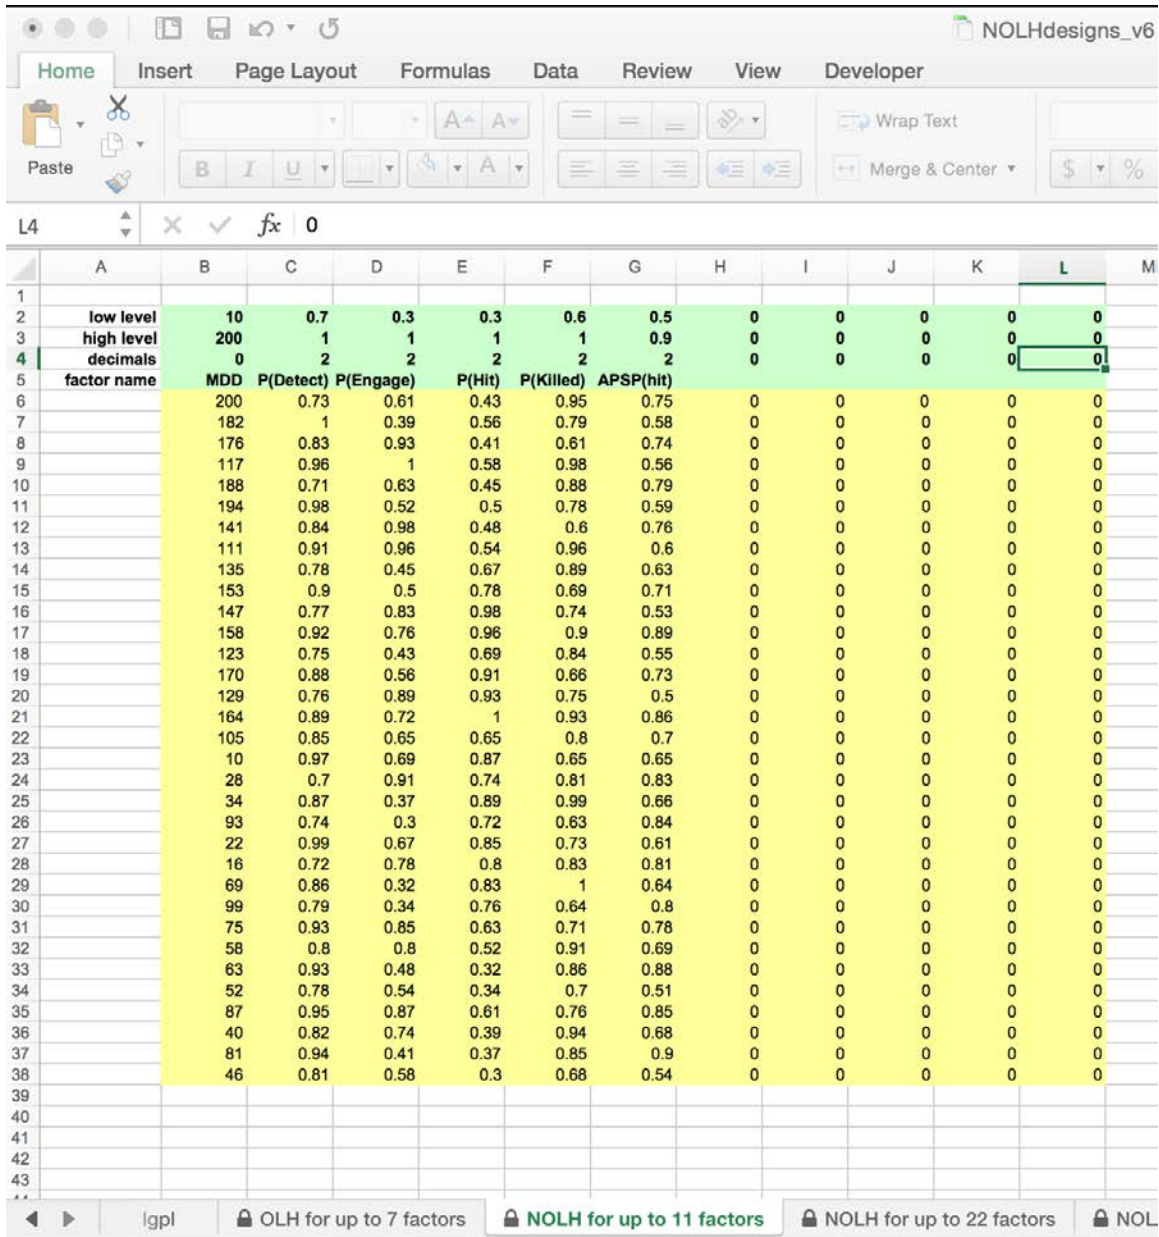 NOLHdesigns_v6
Home Insert Page Layout Formulas Data Review View Developer
A A Wrap Text
Paste B I U A Merge & Center $ %
L4 fx 0
A B C D E F G H I J K L M
1
2 low level 10 0.7 0.3 0.3 0.6 0.5 0 0 0 0 0
3 high level 200 1 1 1 1 0.9 0 0 0 0 0
4 decimals 0 2 2 2 2 2 0 0 0 0 0
5 factor name MDD P(Detect) P(Engage) P(Hit) P(Killed) APSP(hit)
6 200 0.73 0.61 0.43 0.95 0.75 0 0 0 0 0
7 182 1 0.39 0.56 0.79 0.58 0 0 0 0 0
8 176 0.83 0.93 0.41 0.61 0.74 0 0 0 0 0
9 117 0.96 1 0.58 0.98 0.56 0 0 0 0 0
10 188 0.71 0.63 0.45 0.88 0.79 0 0 0 0 0
11 194 0.98 0.52 0.5 0.78 0.59 0 0 0 0 0
12 141 0.84 0.98 0.48 0.6 0.76 0 0 0 0 0
13 111 0.91 0.96 0.54 0.96 0.6 0 0 0 0 0
14 135 0.78 0.45 0.67 0.89 0.63 0 0 0 0 0
15 153 0.9 0.5 0.78 0.69 0.71 0 0 0 0 0
16 147 0.77 0.83 0.98 0.74 0.53 0 0 0 0 0
17 158 0.92 0.76 0.96 0.9 0.89 0 0 0 0 0
18 123 0.75 0.43 0.69 0.84 0.55 0 0 0 0 0
19 170 0.88 0.56 0.91 0.66 0.73 0 0 0 0 0
20 129 0.76 0.89 0.93 0.75 0.5 0 0 0 0 0
21 164 0.89 0.72 1 0.93 0.86 0 0 0 0 0
22 105 0.85 0.65 0.65 0.8 0.7 0 0 0 0 0
23 10 0.97 0.69 0.87 0.65 0.65 0 0 0 0 0
24 28 0.7 0.91 0.74 0.81 0.83 0 0 0 0 0
25 34 0.87 0.37 0.89 0.99 0.66 0 0 0 0 0
26 93 0.74 0.3 0.72 0.63 0.84 0 0 0 0 0
27 22 0.99 0.67 0.85 0.73 0.61 0 0 0 0 0
28 16 0.72 0.78 0.8 0.83 0.81 0 0 0 0 0
29 69 0.86 0.32 0.83 1 0.64 0 0 0 0 0
30 99 0.79 0.34 0.76 0.64 0.8 0 0 0 0 0
31 75 0.93 0.85 0.63 0.71 0.78 0 0 0 0 0
32 58 0.8 0.8 0.52 0.91 0.69 0 0 0 0 0
33 63 0.93 0.48 0.32 0.86 0.88 0 0 0 0 0
34 52 0.78 0.54 0.34 0.7 0.51 0 0 0 0 0
35 87 0.95 0.87 0.61 0.76 0.85 0 0 0 0 0
36 40 0.82 0.74 0.39 0.94 0.68 0 0 0 0 0
37 81 0.94 0.41 0.37 0.85 0.9 0 0 0 0 0
38 46 0.81 0.58 0.3 0.68 0.54 0 0 0 0 0
39
40
41
42
43
lgpl OLH for up to 7 factors NOLH for up to 11 factors NOLH for up to 22 factors NOL